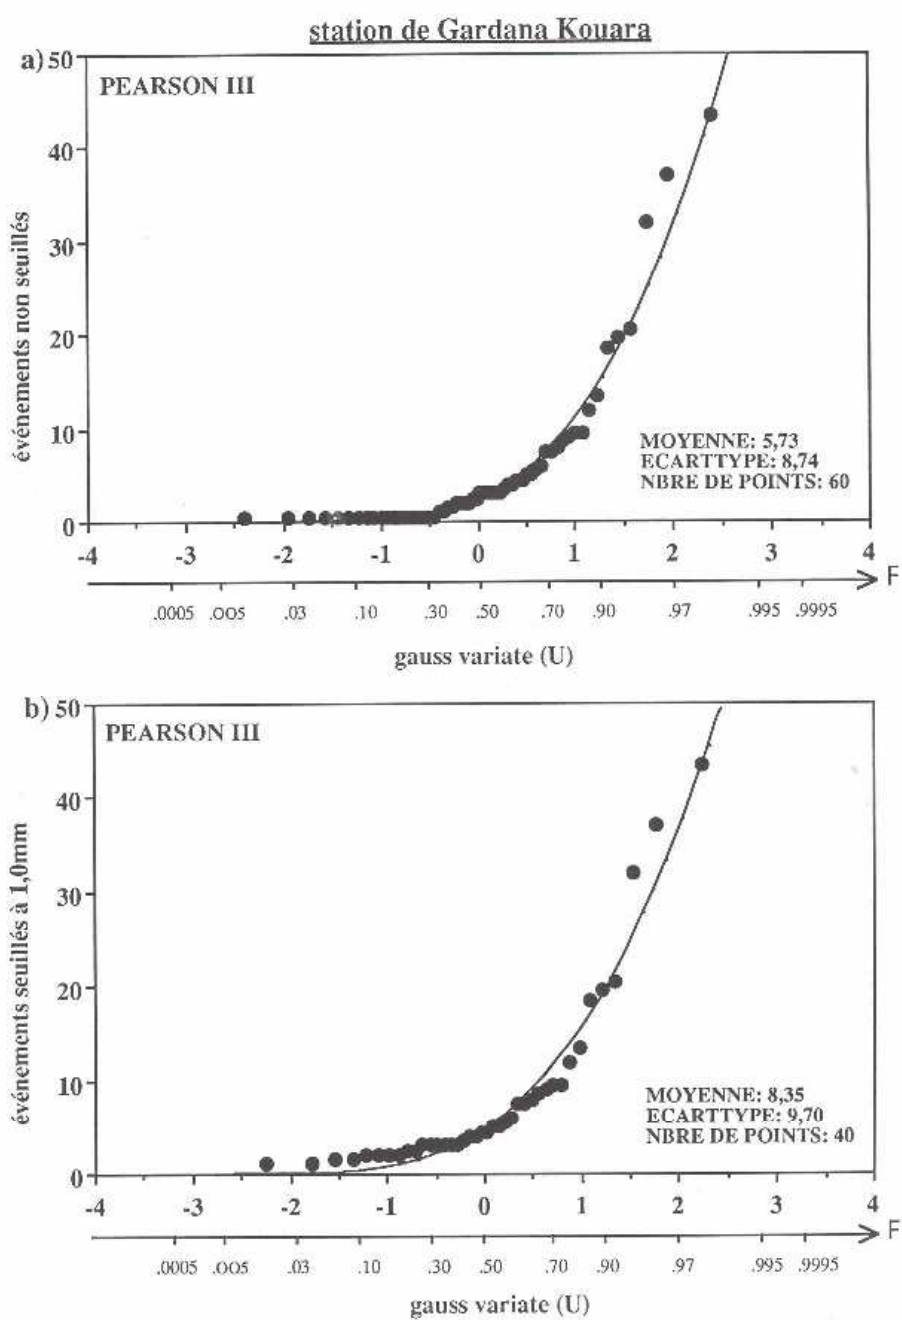 station de Gardana Kouara
a)
PEARSON III
50
40
30
20
10
0
événements non seuillés
MOYENNE: 5,73
ECARTTYPE: 8,74
NBRE DE POINTS: 60
-4 -3 -2 -1 0 1 2 3 4
F
.0005 .005 .03 .10 .30 .50 .70 .90 .97 .995 .9995
gauss variate (U)
b)
PEARSON III
50
40
30
20
10
0
événements seuillés à 1,0mm
MOYENNE: 8,35
ECARTTYPE: 9,70
NBRE DE POINTS: 40
-4 -3 -2 -1 0 1 2 3 4
F
.0005 .005 .03 .10 .30 .50 .70 .90 .97 .995 .9995
gauss variate (U)